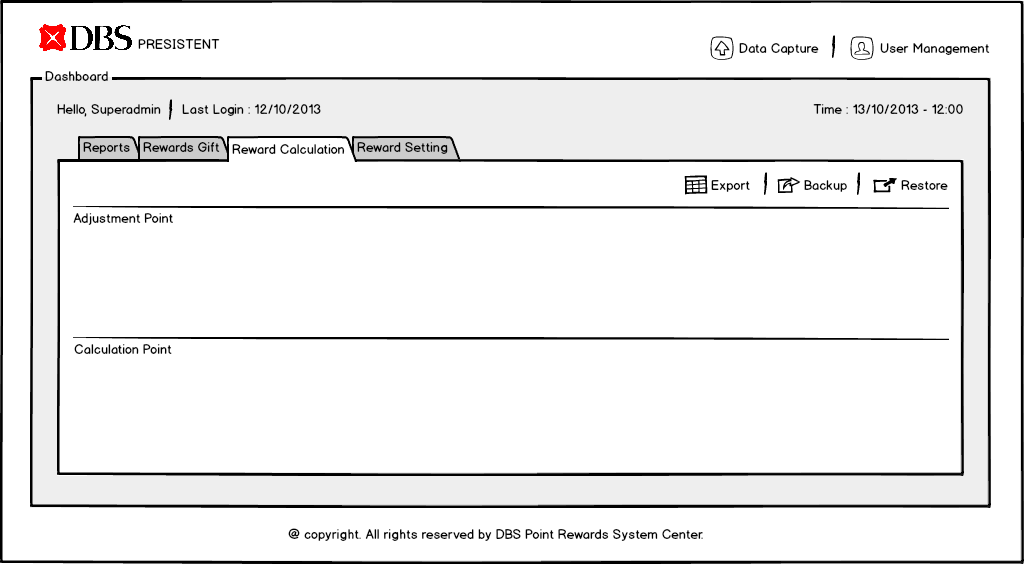 DBS PRESISTENT
Data Capture | User Management
Dashboard
Hello, Superadmin | Last Login : 12/10/2013
Time : 13/10/2013 - 12:00
Reports Rewards Gift Reward Calculation Reward Setting
Export | Backup | Restore
Adjustment Point
Calculation Point
@ copyright. All rights reserved by DBS Point Rewards System Center.